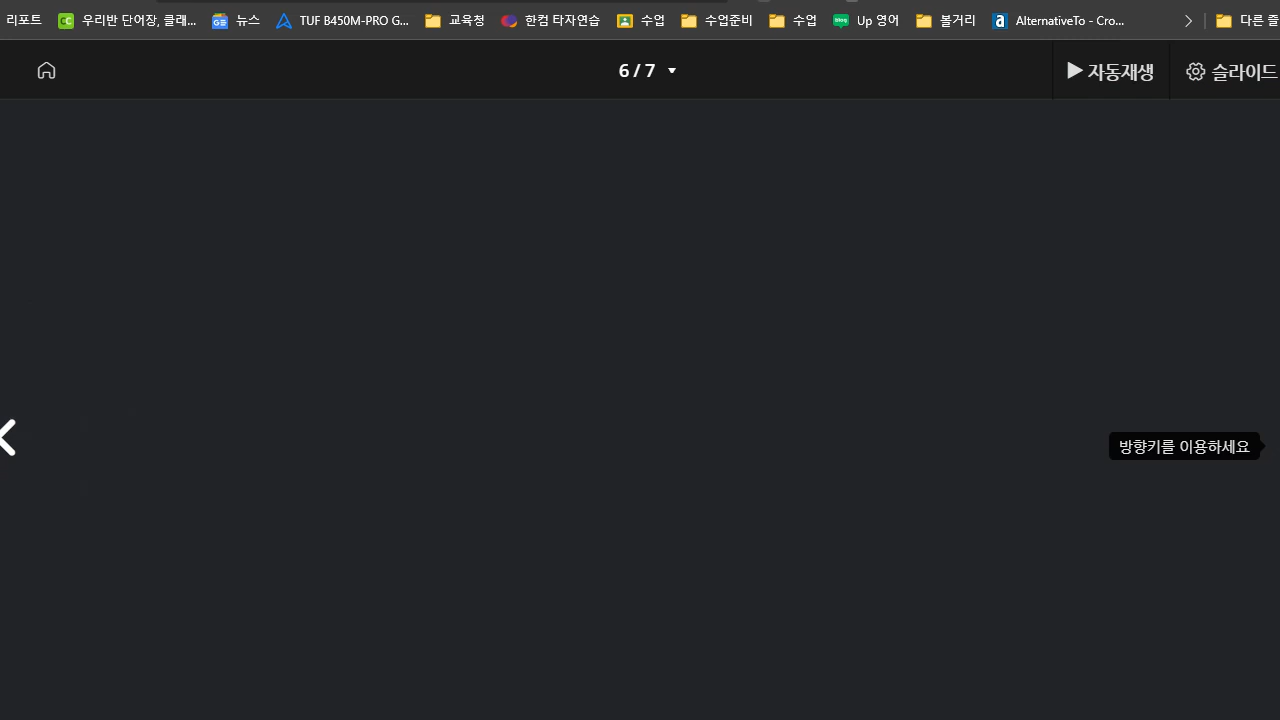 리포트 우리반 단어장, 클래... 뉴스 TUF B450M-PRO G... 교육청 한컴 타자연습 수업 수업준비 수업 Up 영어 볼거리 AlternativeTo - Cro... 다른 즐
6 / 7 자동재생 슬라이드
방향키를 이용하세요